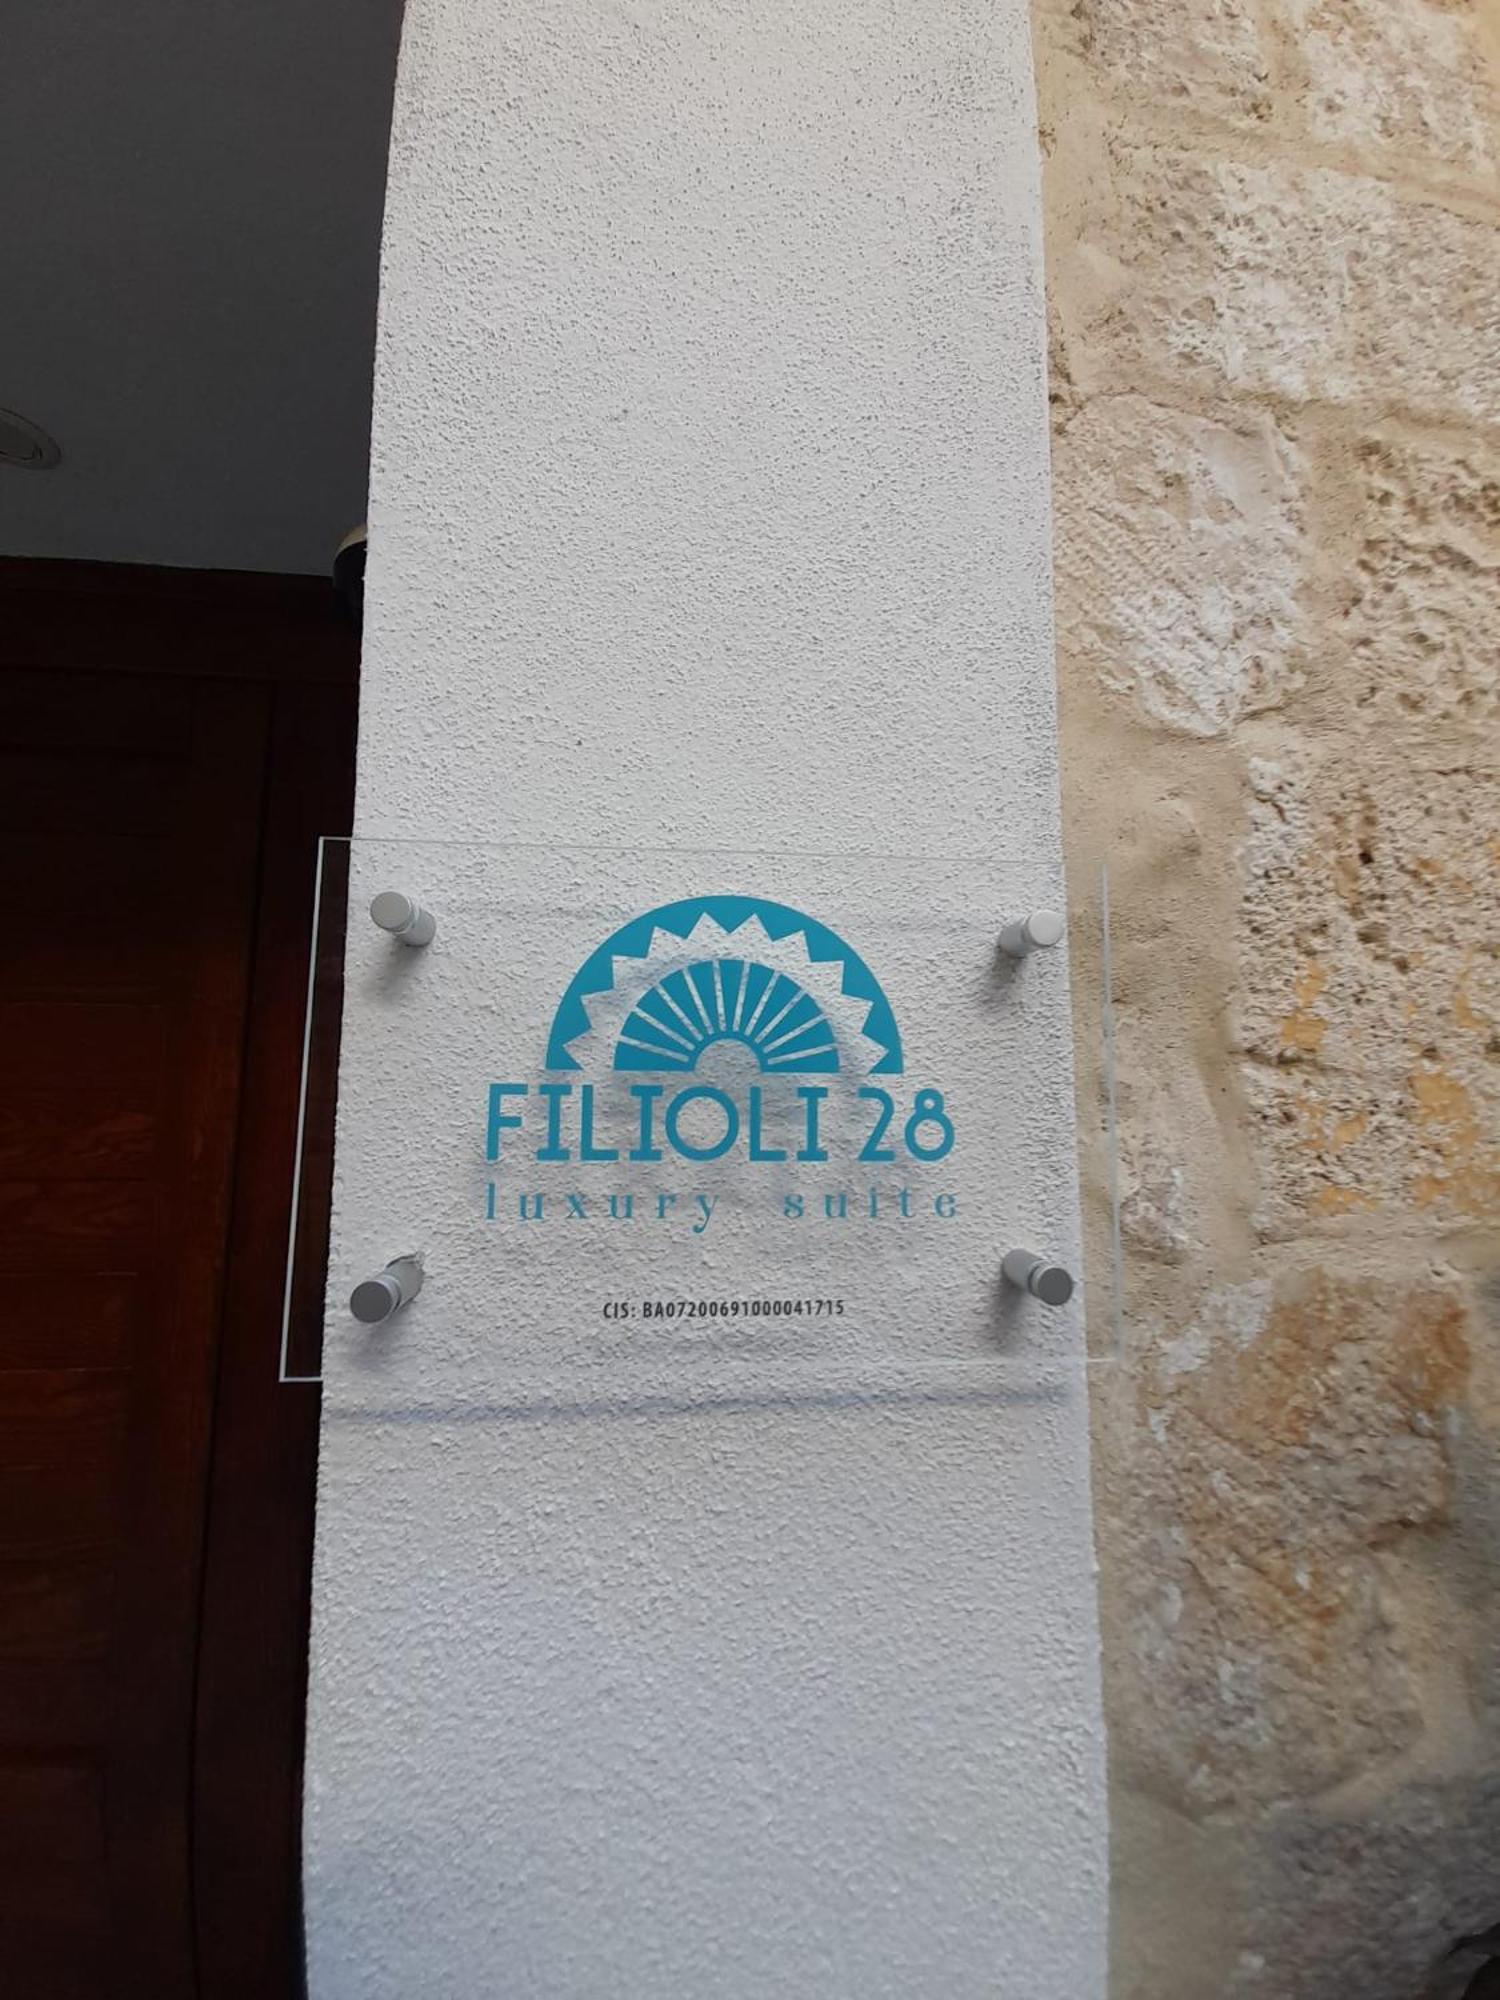 FILIOLI 28
luxury suite
CIS: BA07200691000041715